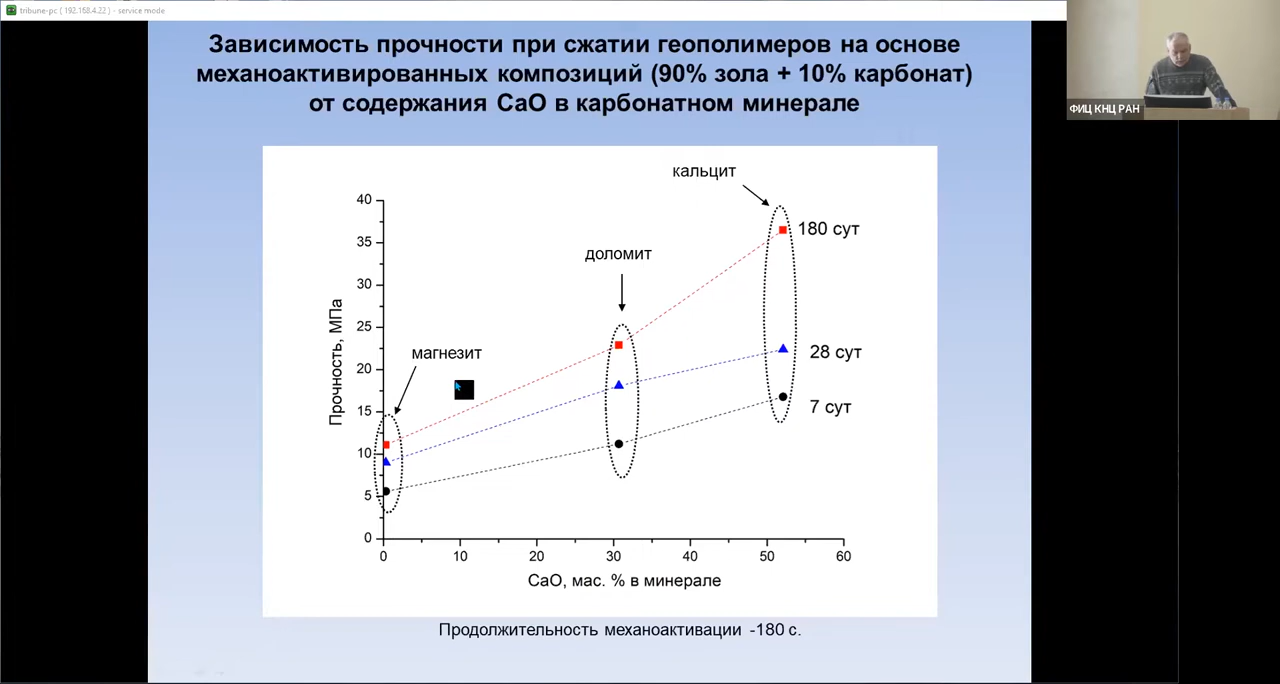 tribune-pc ( 192.168.4.22 ) - service mode
Зависимость прочности при сжатии геополимеров на основе
механоактивированных композиций (90% зола + 10% карбонат)
от содержания CaO в карбонатном минерале
ФИЦ КНЦ РАН
кальцит
40
180 сут
35
доломит
30
25
магнезит
28 сут
20
Прочность, МПа
15
7 сут
10
5
0
0 10 20 30 40 50 60
CaO, мас. % в минерале
Продолжительность механоактивации -180 с.